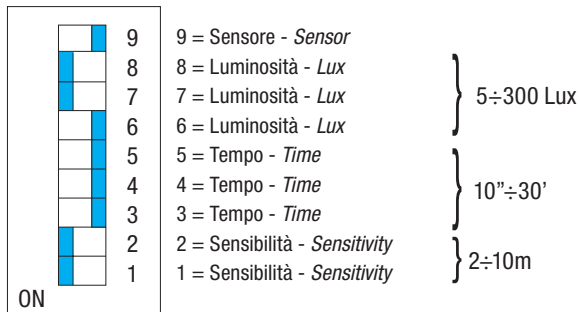 9 9 = Sensore - Sensor
8 8 = Luminosità - Lux
7 7 = Luminosità - Lux
6 6 = Luminosità - Lux
5÷300 Lux
5 5 = Tempo - Time
4 4 = Tempo - Time
3 3 = Tempo - Time
10”÷30’
2 2 = Sensibilità - Sensitivity
1 1 = Sensibilità - Sensitivity
2÷10m
ON